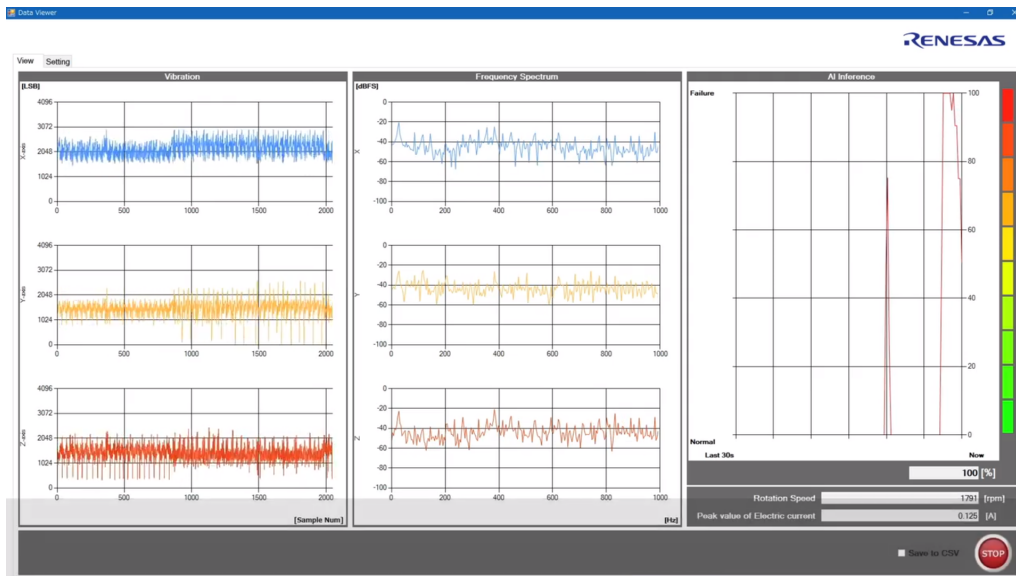 Data Viewer
RENESAS
View Setting
Vibration
[LSB]
4096
3072
2048
1024
0
X-axis
0 500 1000 1500 2000
4096
3072
2048
1024
0
Y-axis
0 500 1000 1500 2000
4096
3072
2048
1024
0
Z-axis
0 500 1000 1500 2000
[Sample Num]
Frequency Spectrum
[dBFS]
0
-20
-40
-60
-80
-100
X
0 200 400 600 800 1000
0
-20
-40
-60
-80
-100
Y
0 200 400 600 800 1000
0
-20
-40
-60
-80
-100
Z
0 200 400 600 800 1000
[Hz]
AI Inference
Failure
100
80
60
40
20
0
Normal
Last 30s Now
100 [%]
Rotation Speed 1791 [rpm]
Peak value of Electric current 0.125 [A]
Save to CSV
STOP